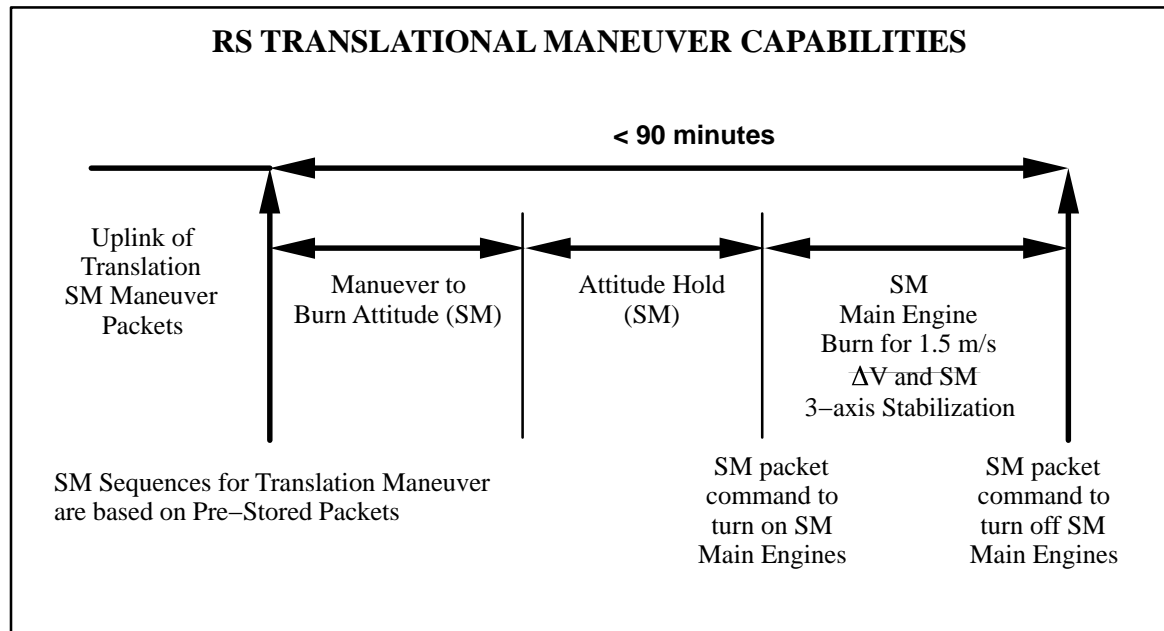 RS TRANSLATIONAL MANEUVER CAPABILITIES
< 90 minutes
Uplink of
Translation
SM Maneuver
Packets
Manuever to
Burn Attitude (SM)
Attitude Hold
(SM)
SM
Main Engine
Burn for 1.5 m/s
ΔV and SM
3−axis Stabilization
SM Sequences for Translation Maneuver
are based on Pre−Stored Packets
SM packet
command to
turn on SM
Main Engines
SM packet
command to
turn off SM
Main Engines